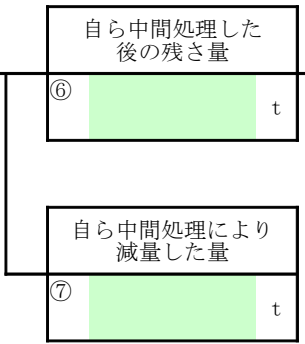 自ら中間処理した
後の残さ量
⑥
t
自ら中間処理により
減量した量
⑦
t